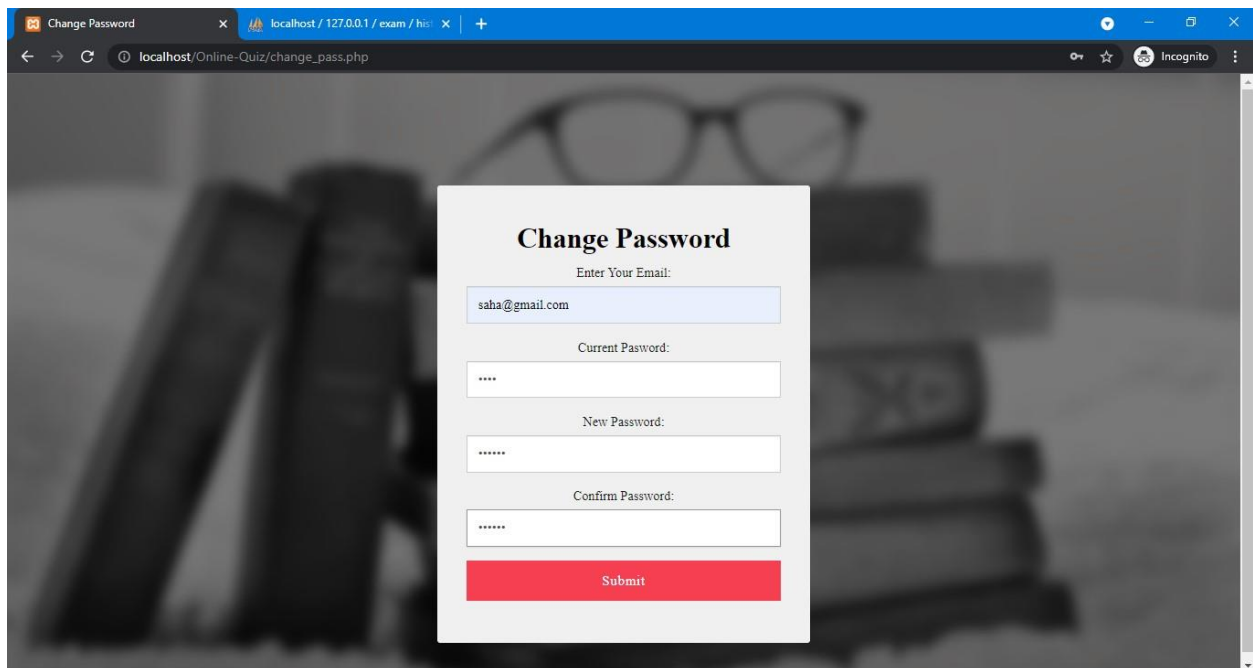 Change Password
localhost / 127.0.0.1 / exam / hist
localhost/Online-Quiz/change_pass.php
Incognito
Change Password
Enter Your Email:
saha@gmail.com
Current Pasword:
••••
New Password:
••••••
Confirm Password:
••••••
Submit